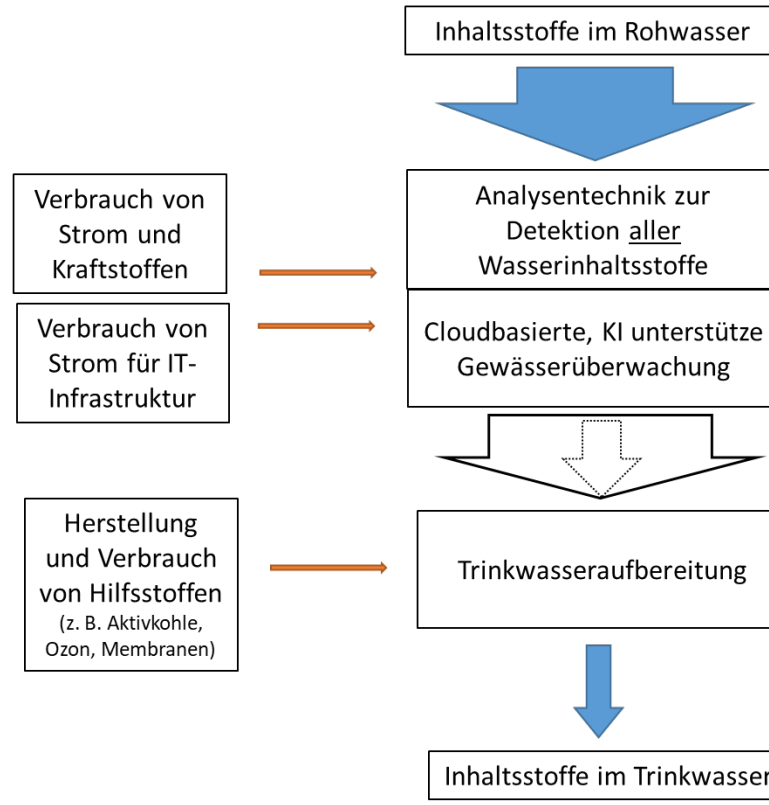 Inhaltsstoffe im Rohwasser
Verbrauch von
Strom und
Kraftstoffen
Analysentechnik zur
Detektion aller
Wasserinhaltsstoffe
Verbrauch von
Strom für IT-
Infrastruktur
Cloudbasierte, KI unterstütze
Gewässerüberwachung
Herstellung
und Verbrauch
von Hilfsstoffen
(z. B. Aktivkohle,
Ozon, Membranen)
Trinkwasseraufbereitung
Inhaltsstoffe im Trinkwasser